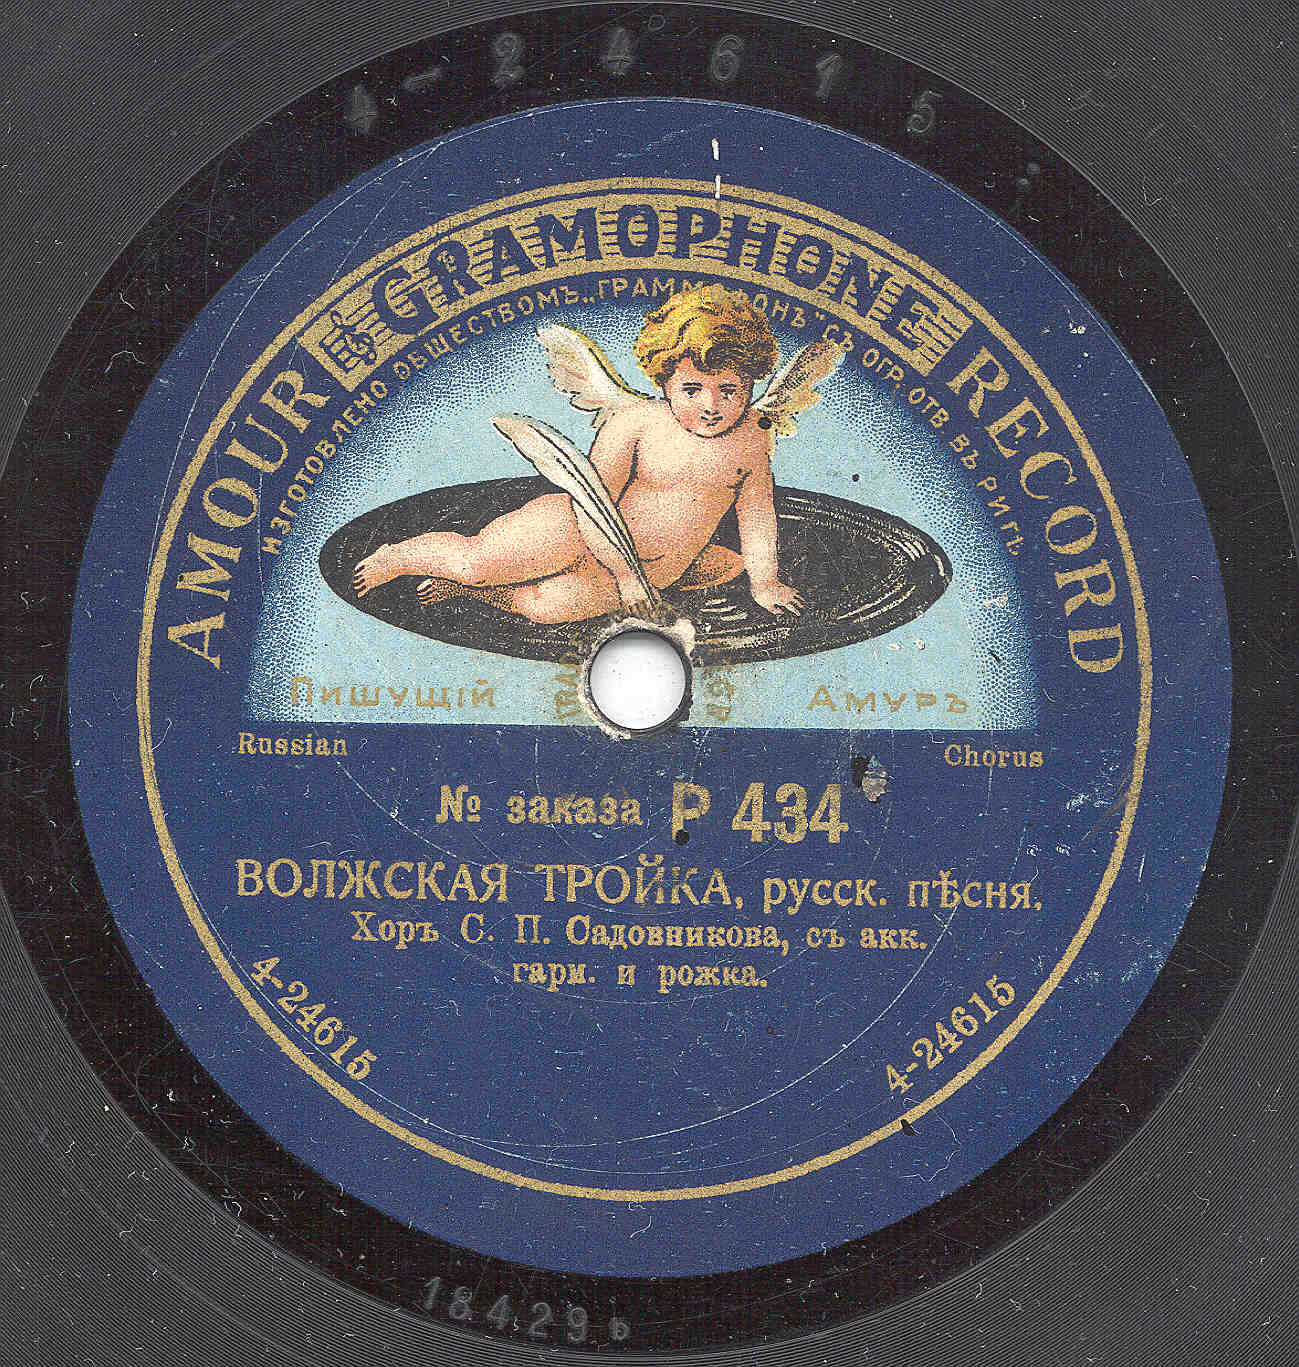 4-24615
AMOUR GRAMOPHONE RECORD
ИЗГОТОВЛЕНО ОБЩЕСТВОМЪ „ГРАММОФОНЪ“ СЪ ОГР. ОТВ. ВЪ РИГѢ
ПИШУЩІЙ АМУРЪ
Russian Chorus
№ заказа Р 434
ВОЛЖСКАЯ ТРОЙКА, русск. пѣсня.
Хоръ С. П. Садовникова, съ акк.
гарм. и рожка.
4-24615 4-24615
18429 b